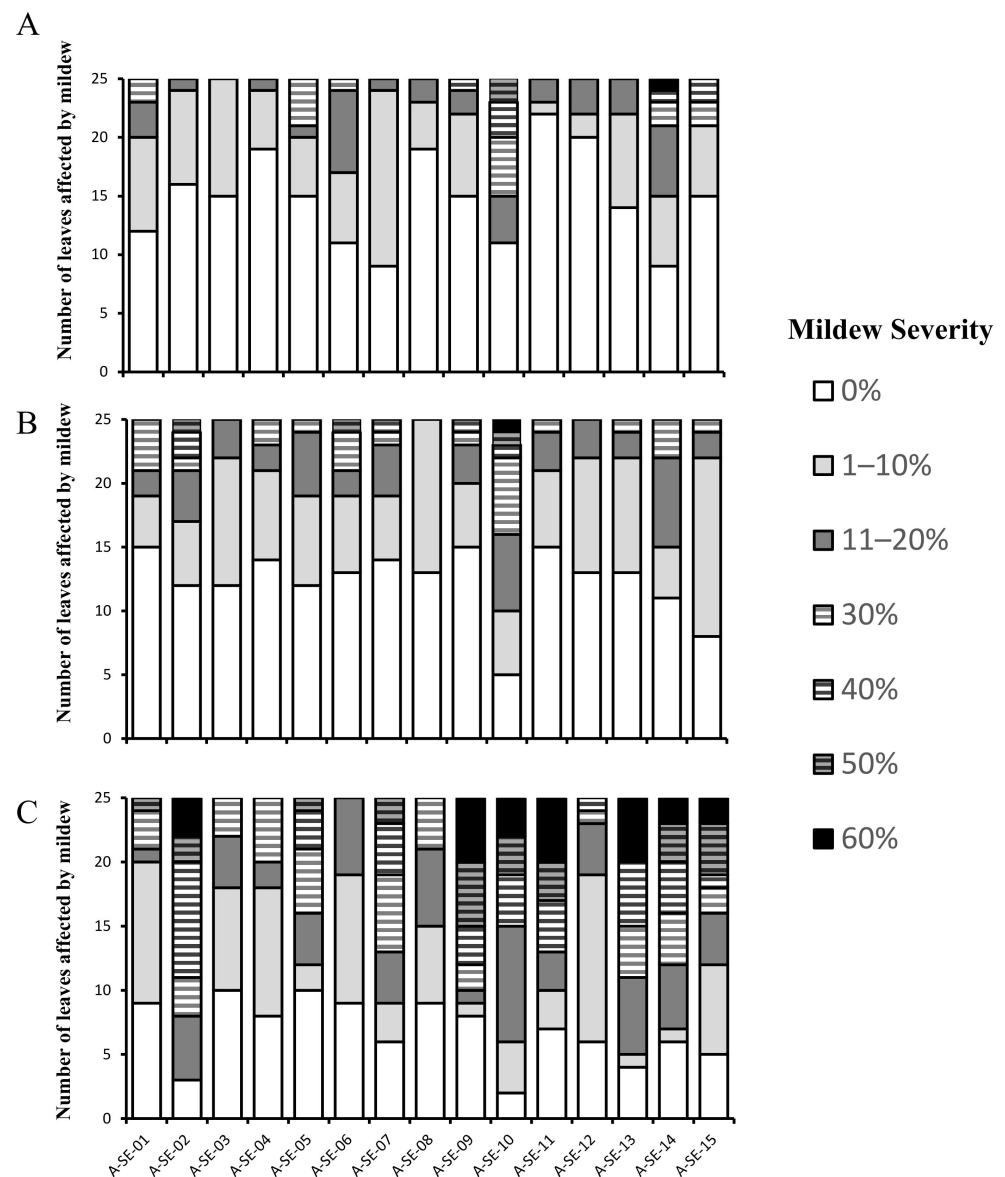 A
Number of leaves affected by mildew
25
20
15
10
5
0
B
Number of leaves affected by mildew
25
20
15
10
5
0
C
Number of leaves affected by mildew
25
20
15
10
5
0
A-SE-01
A-SE-02
A-SE-03
A-SE-04
A-SE-05
A-SE-06
A-SE-07
A-SE-08
A-SE-09
A-SE-10
A-SE-11
A-SE-12
A-SE-13
A-SE-14
A-SE-15
Mildew Severity
0%
1–10%
11–20%
30%
40%
50%
60%